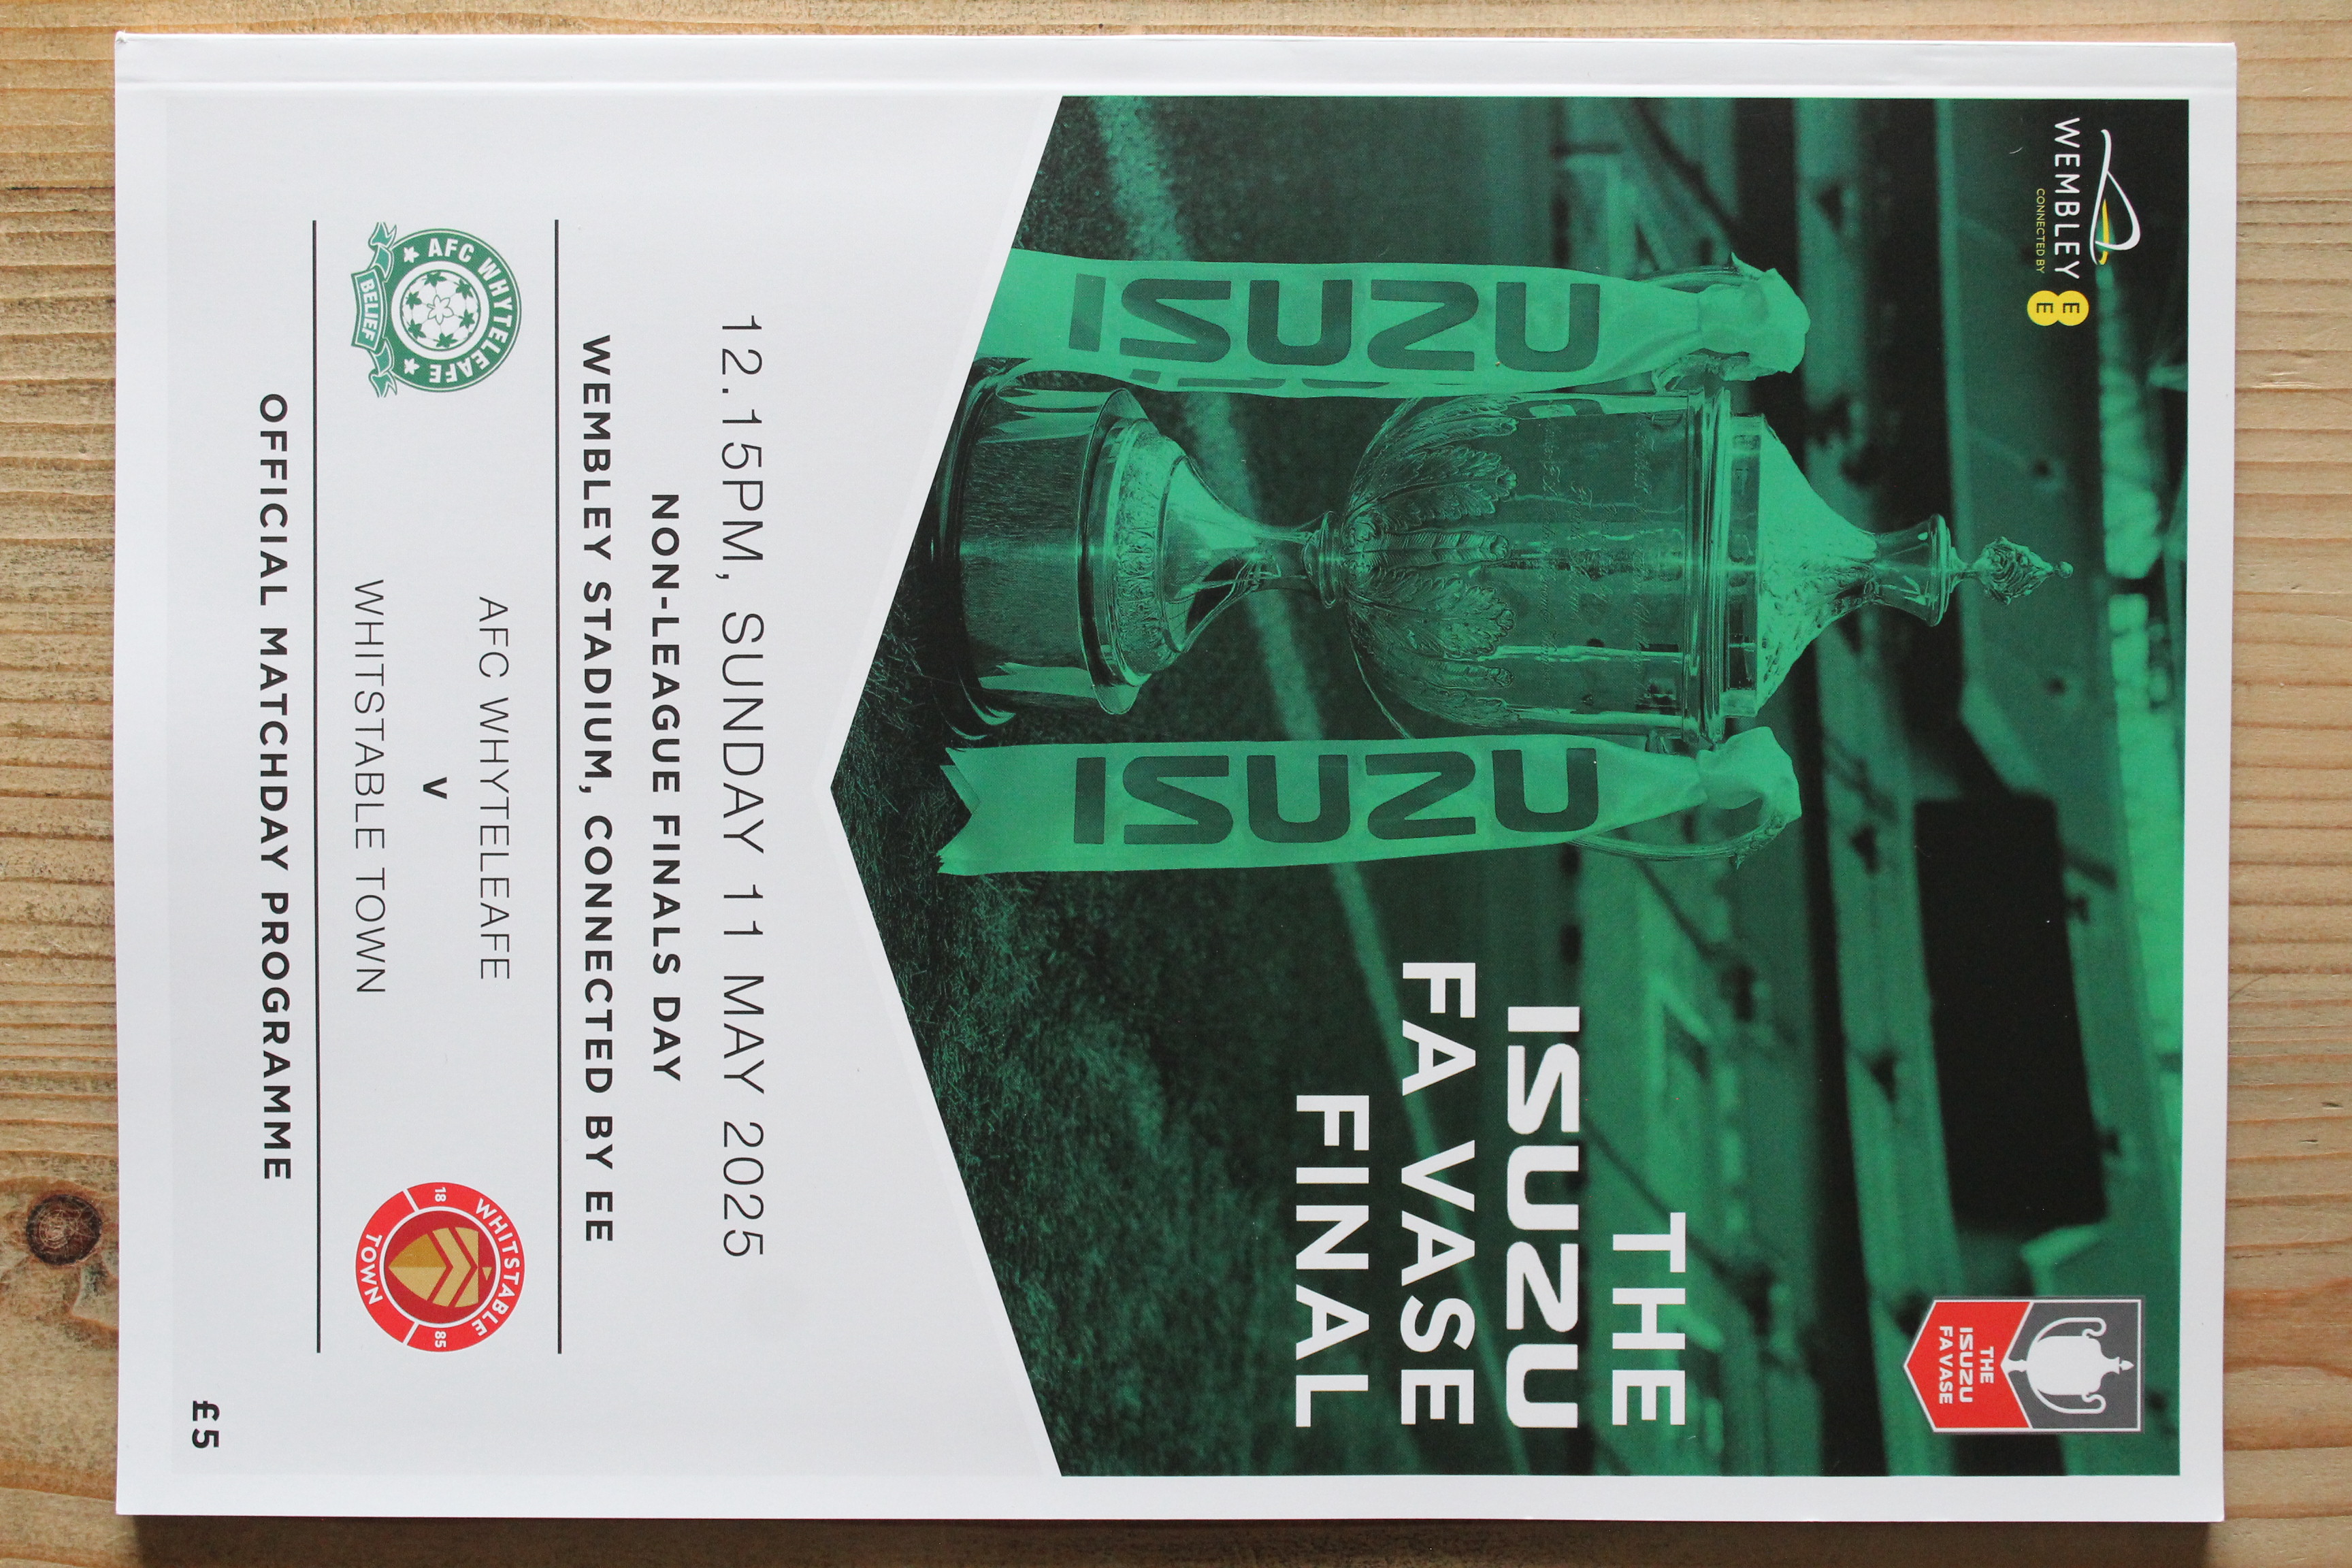 WEMBLEY
CONNECTED BY
EE
THE
ISUZU
FA VASE
THE
ISUZU
FA VASE
FINAL
ISUZU
ISUZU
12.15PM, SUNDAY 11 MAY 2025
NON-LEAGUE FINALS DAY
WEMBLEY STADIUM, CONNECTED BY EE
AFC WHYTELEAFE
BELIEF
AFC WHYTELEAFE
V
WHITSTABLE TOWN
WHITSTABLE
18 85
TOWN
OFFICIAL MATCHDAY PROGRAMME
£5